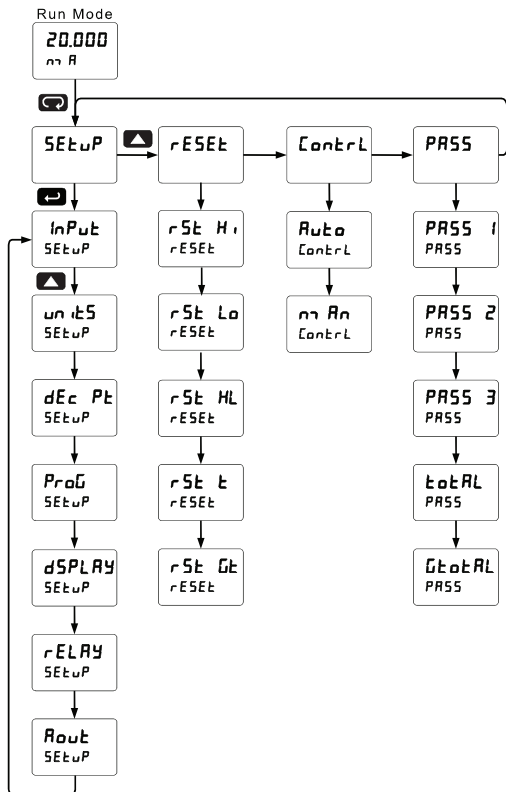 Run Mode
20.000
mA
SEtuP
rESEt
ContrL
PASS
InPut
SEtuP
rSt Hi
rESEt
Auto
ContrL
PASS 1
PASS
unitS
SEtuP
rSt Lo
rESEt
mAn
ContrL
PASS 2
PASS
dEc Pt
SEtuP
rSt HL
rESEt
PASS 3
PASS
ProG
SEtuP
rSt t
rESEt
totAL
PASS
dSPLAY
SEtuP
rSt Gt
rESEt
GtotAL
PASS
rELAY
SEtuP
Aout
SEtuP